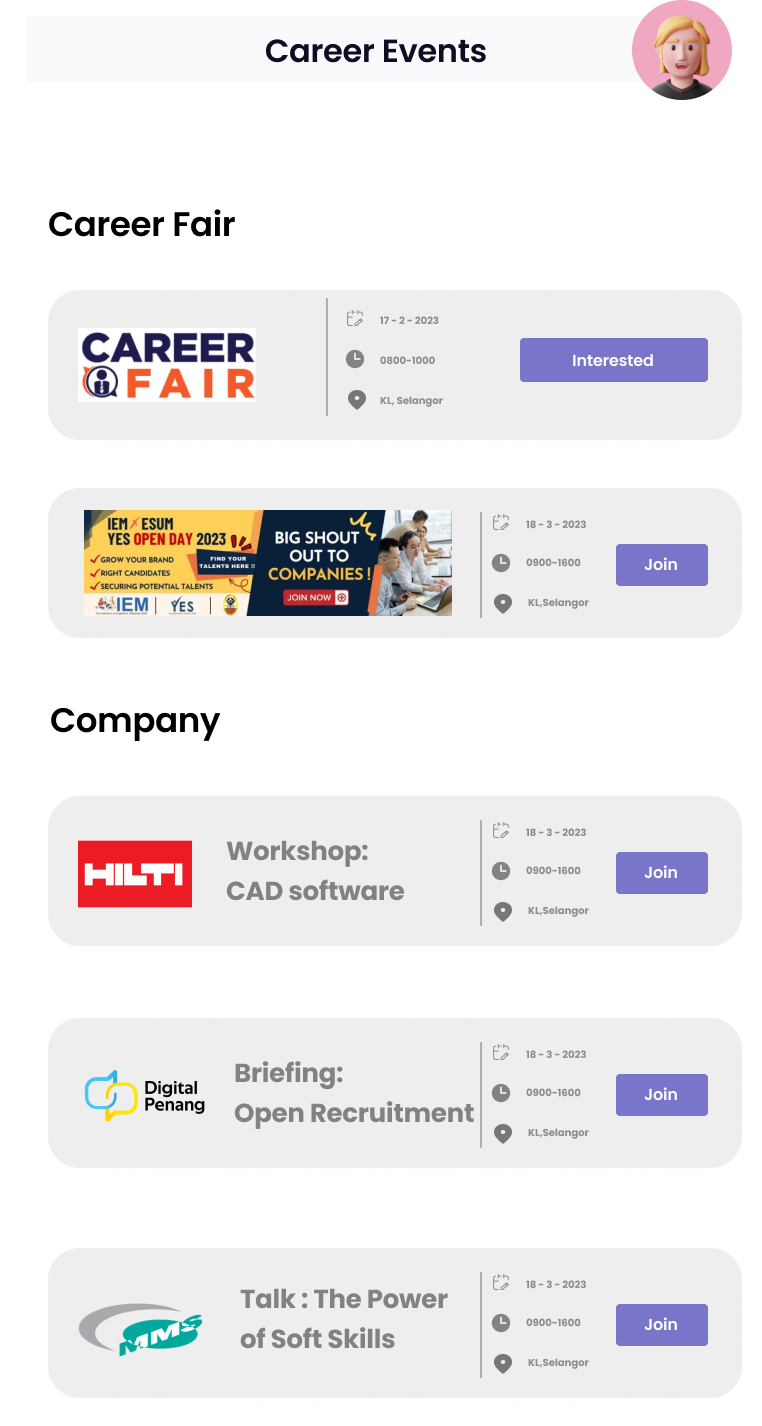 Career Events
Career Fair
CAREER
FAIR
17 - 2 - 2023
0800-1000
KL, Selangor
Interested
IEM X ESUM
YES OPEN DAY 2023
GROW YOUR BRAND
RIGHT CANDIDATES
SECURING POTENTIAL TALENTS
FIND YOUR
TALENTS HERE !!
IEM
YES
BIG SHOUT
OUT TO
COMPANIES!
JOIN NOW
18 - 3 - 2023
0900-1600
KL,Selangor
Join
Company
HILTI
Workshop:
CAD software
18 - 3 - 2023
0900-1600
KL,Selangor
Join
Digital
Penang
Briefing:
Open Recruitment
18 - 3 - 2023
0900-1600
KL,Selangor
Join
MMS
Talk : The Power
of Soft Skills
18 - 3 - 2023
0900-1600
KL,Selangor
Join